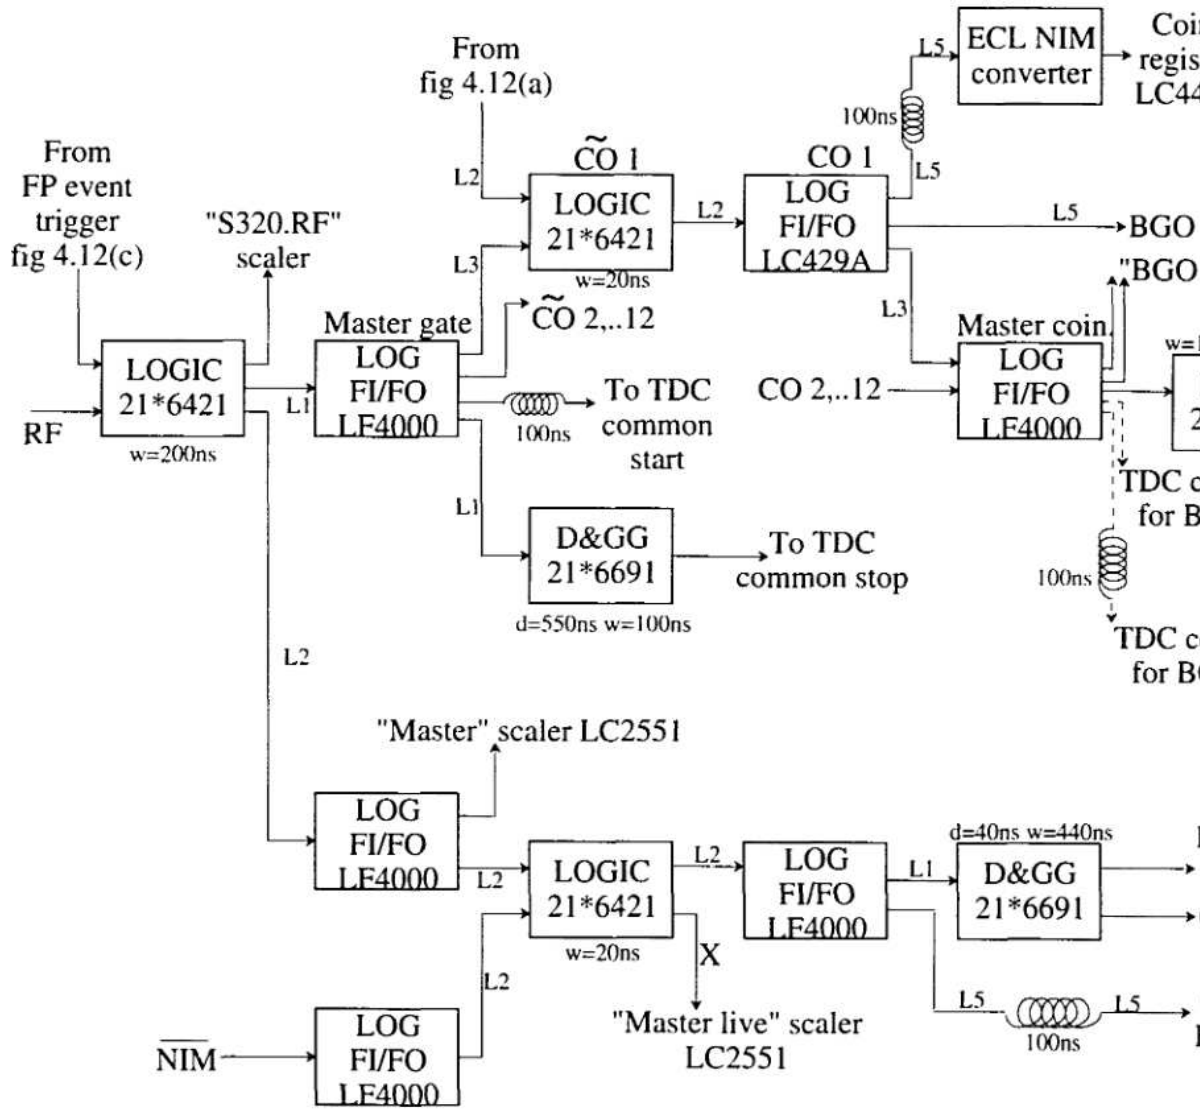 From
fig 4.12(a)
L5
ECL NIM
converter
Coin
regis
LC44
100ns
L5
From
FP event
trigger
fig 4.12(c)
"S320.RF"
scaler
L2
C̃O 1
LOGIC
21*6421
w=20ns
L2
CO 1
LOG
FI/FO
LC429A
L5
BGO
"BGO
L3
C̃O 2,..12
L3
Master coin.
LOG
FI/FO
LF4000
CO 2,..12
w=1
2
LOGIC
21*6421
w=200ns
RF
L1
Master gate
LOG
FI/FO
LF4000
100ns
To TDC
common
start
L1
D&GG
21*6691
d=550ns w=100ns
To TDC
common stop
TDC c
for B
100ns
TDC c
for B
L2
"Master" scaler LC2551
LOG
FI/FO
LF4000
L2
LOGIC
21*6421
w=20ns
L2
LOG
FI/FO
LF4000
L1
d=40ns w=440ns
D&GG
21*6691
L2
X
"Master live" scaler
LC2551
L5
100ns
L5
N̅I̅M̅
LOG
FI/FO
LF4000